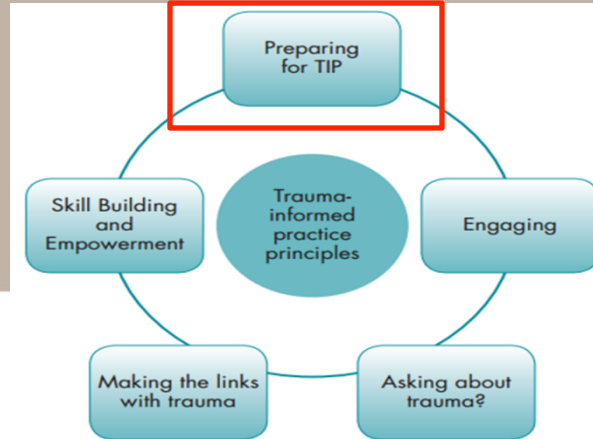 Preparing
for TIP
Skill Building
and
Empowerment
Trauma-
informed
practice
principles
Engaging
Making the links
with trauma
Asking about
trauma?